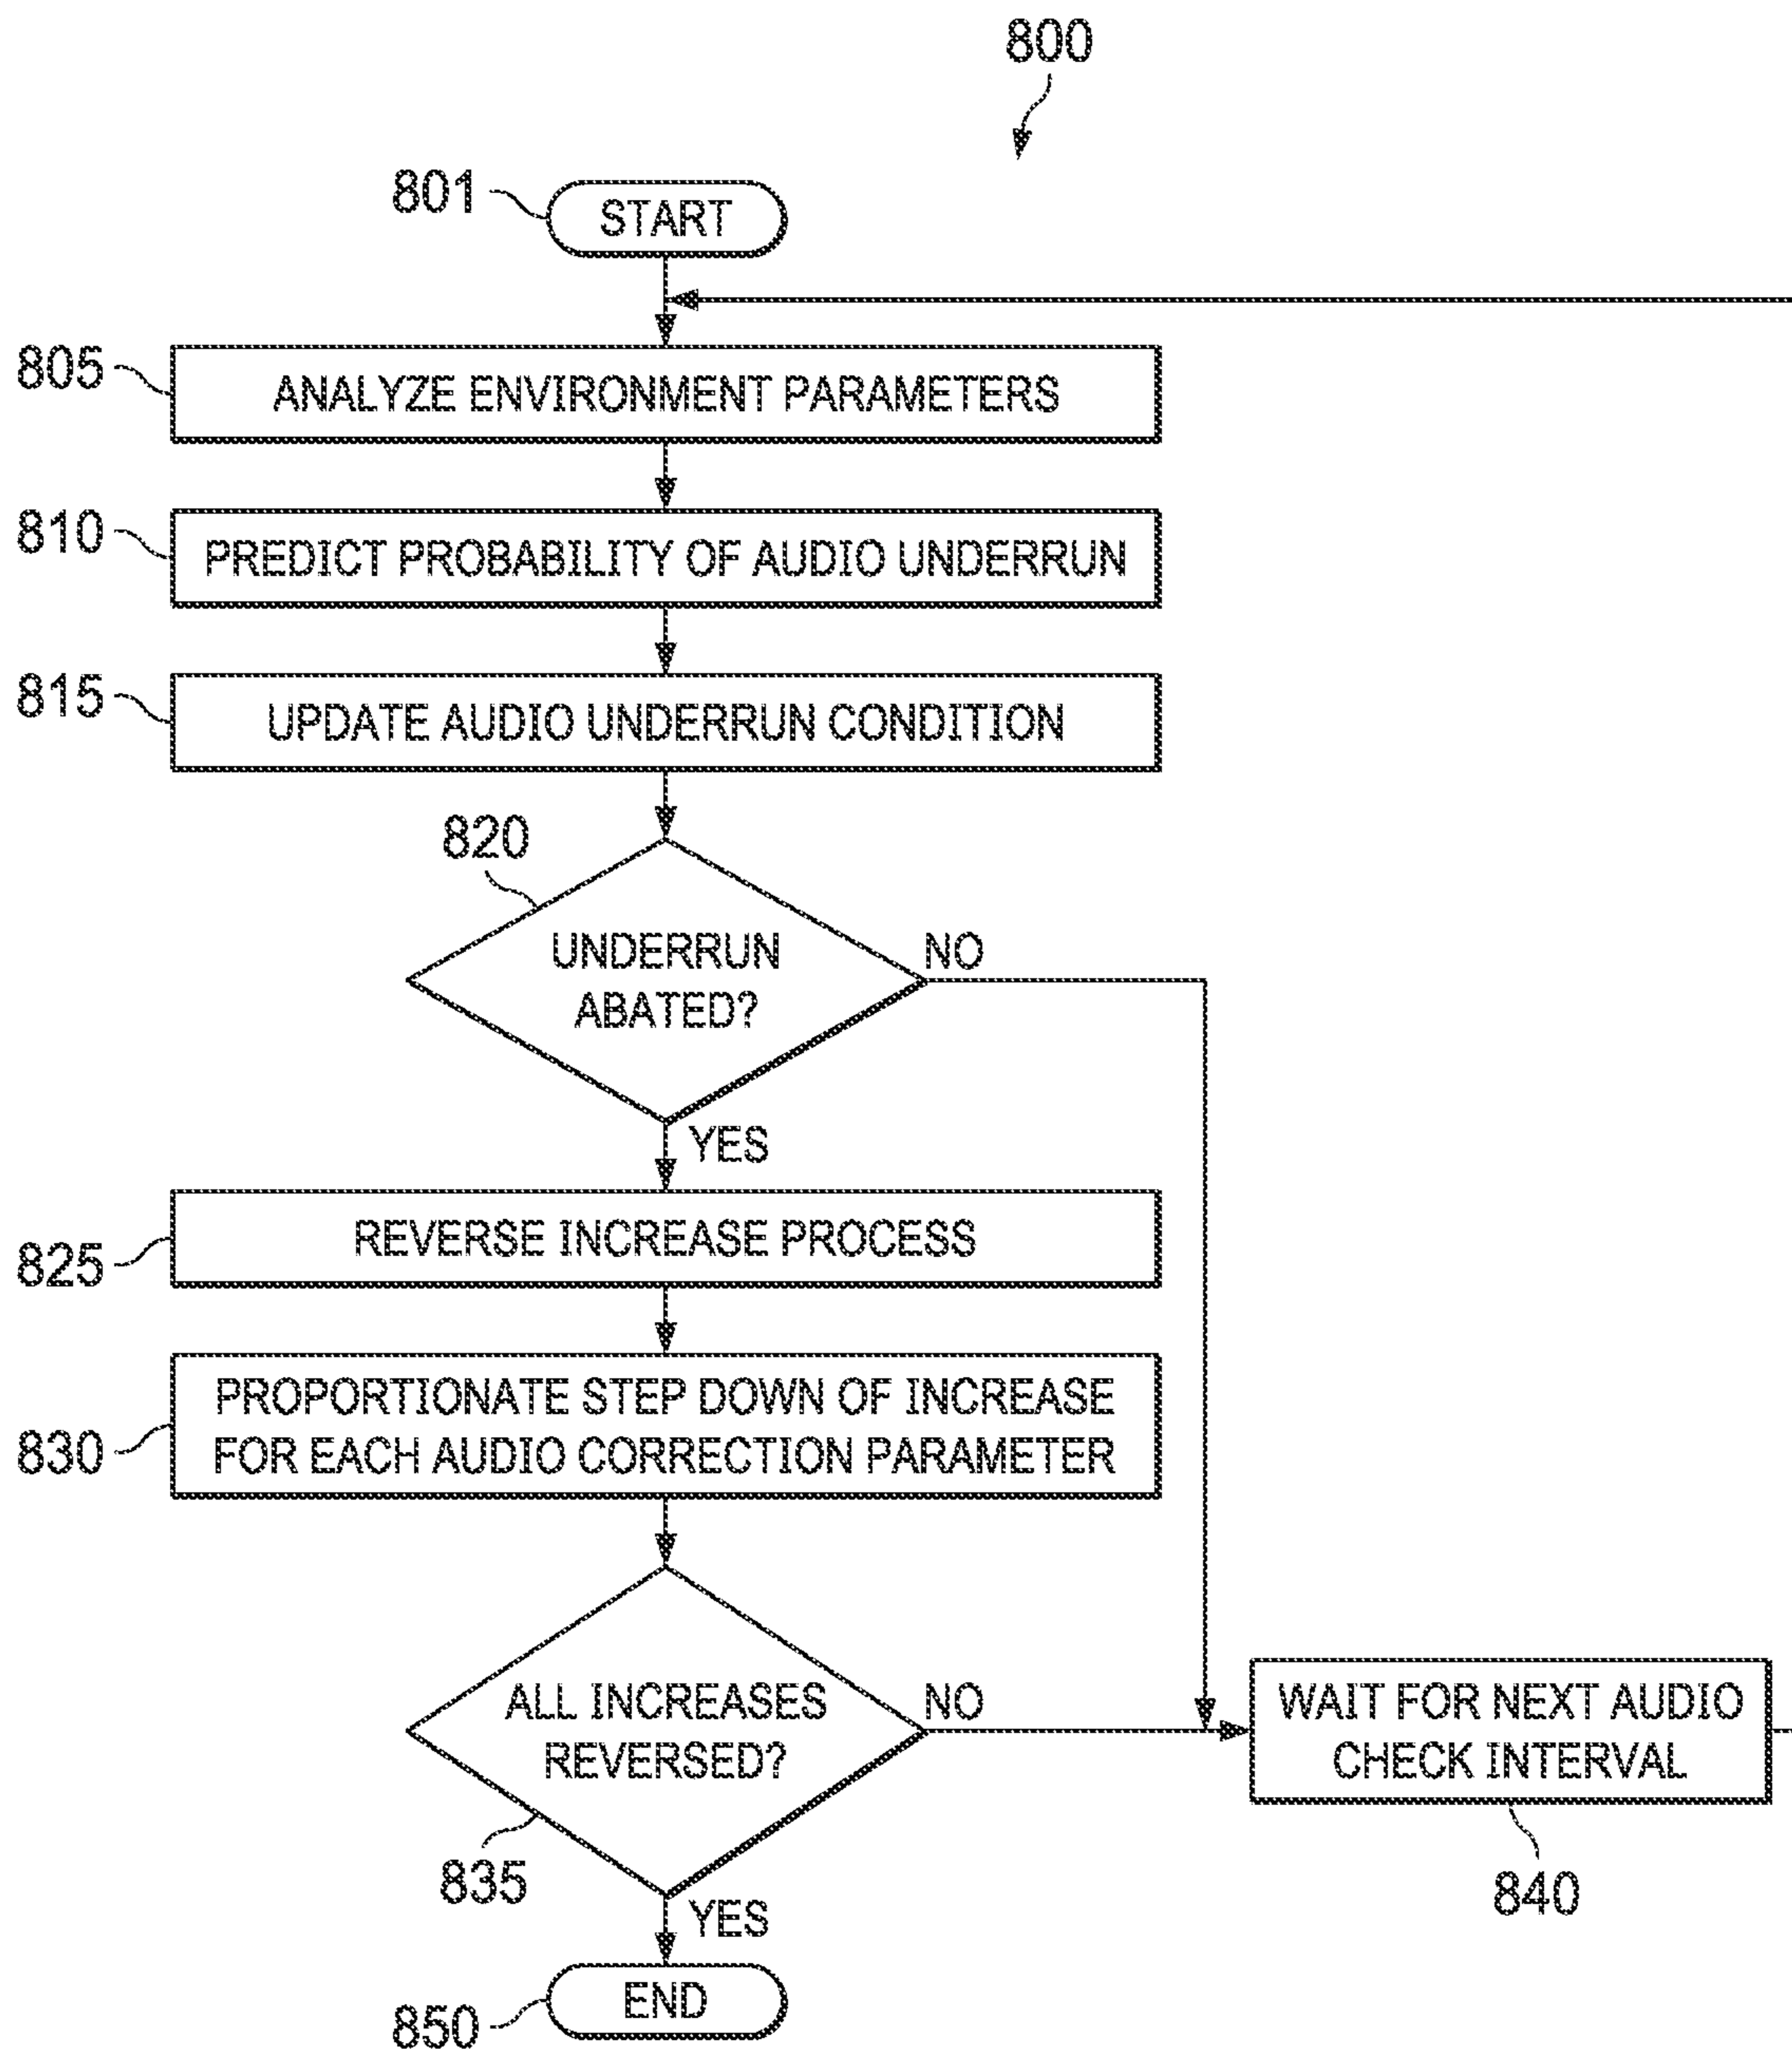 800
801
START
805
ANALYZE ENVIRONMENT PARAMETERS
810
PREDICT PROBABILITY OF AUDIO UNDERRUN
815
UPDATE AUDIO UNDERRUN CONDITION
820
UNDERRUN
ABATED?
NO
YES
825
REVERSE INCREASE PROCESS
830
PROPORTIONATE STEP DOWN OF INCREASE
FOR EACH AUDIO CORRECTION PARAMETER
ALL INCREASES
REVERSED?
NO
835
YES
WAIT FOR NEXT AUDIO
CHECK INTERVAL
840
END
850